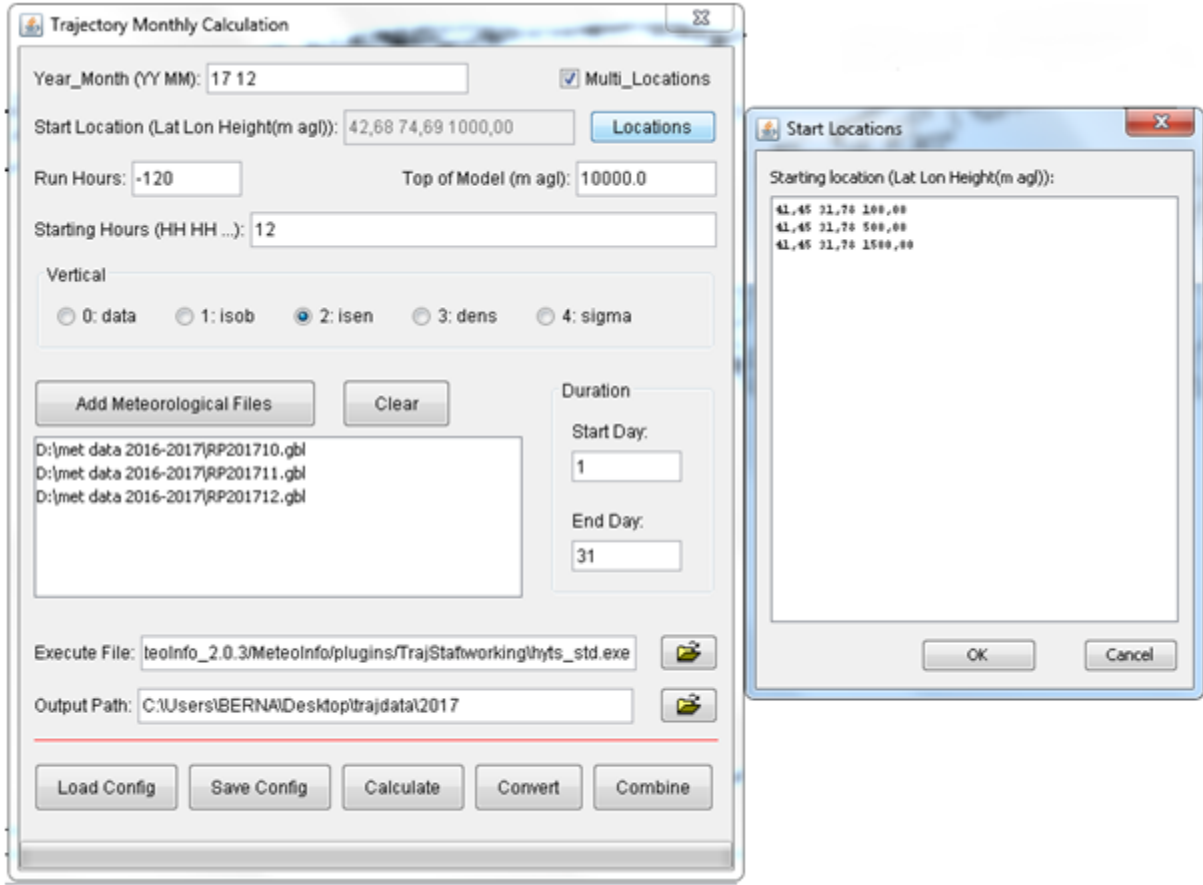 Trajectory Monthly Calculation
Year_Month (YY MM): 17 12
Multi_Locations
Start Location (Lat Lon Height(m agl)): 42,68 74,69 1000,00
Locations
Run Hours: -120
Top of Model (m agl): 10000.0
Starting Hours (HH HH ...): 12
Vertical
0: data
1: isob
2: isen
3: dens
4: sigma
Add Meteorological Files
Clear
D:\met data 2016-2017\RP201710.gbl
D:\met data 2016-2017\RP201711.gbl
D:\met data 2016-2017\RP201712.gbl
Duration
Start Day:
1
End Day:
31
Execute File: teoInfo_2.0.3/MeteoInfo/plugins/TrajStat\working\hyts_std.exe
Output Path: C:\Users\BERNA\Desktop\trajdata\2017
Load Config
Save Config
Calculate
Convert
Combine
Start Locations
Starting location (Lat Lon Height(m agl)):
41,45 31,78 100,00
41,45 31,78 500,00
41,45 31,78 1500,00
OK
Cancel